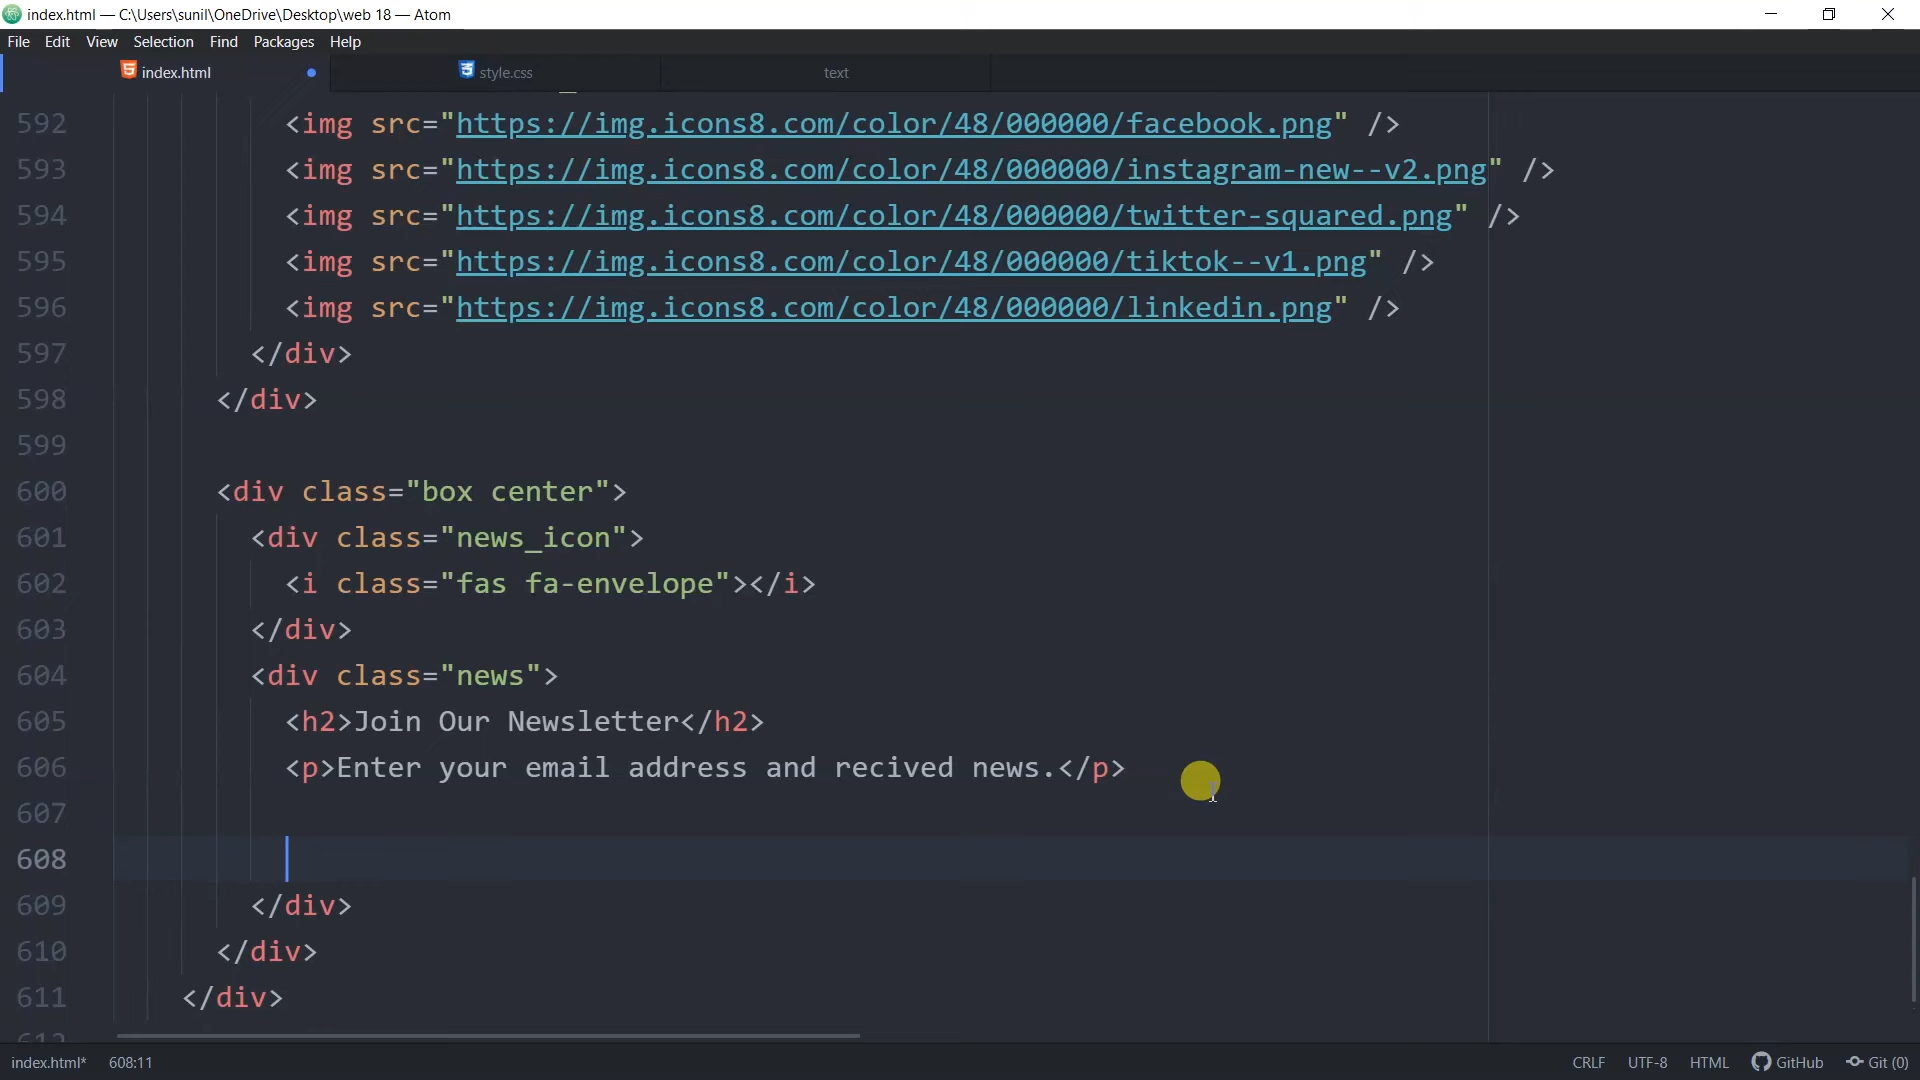 index.html — C:\Users\sunil\OneDrive\Desktop\web 18 — Atom
File Edit View Selection Find Packages Help
index.html style.css text
592 <img src="https://img.icons8.com/color/48/000000/facebook.png" />
593 <img src="https://img.icons8.com/color/48/000000/instagram-new--v2.png" />
594 <img src="https://img.icons8.com/color/48/000000/twitter-squared.png" />
595 <img src="https://img.icons8.com/color/48/000000/tiktok--v1.png" />
596 <img src="https://img.icons8.com/color/48/000000/linkedin.png" />
597 </div>
598 </div>
599
600 <div class="box center">
601 <div class="news_icon">
602 <i class="fas fa-envelope"></i>
603 </div>
604 <div class="news">
605 <h2>Join Our Newsletter</h2>
606 <p>Enter your email address and recived news.</p>
607
608
609 </div>
610 </div>
611 </div>
index.html* 608:11 CRLF UTF-8 HTML GitHub Git (0)